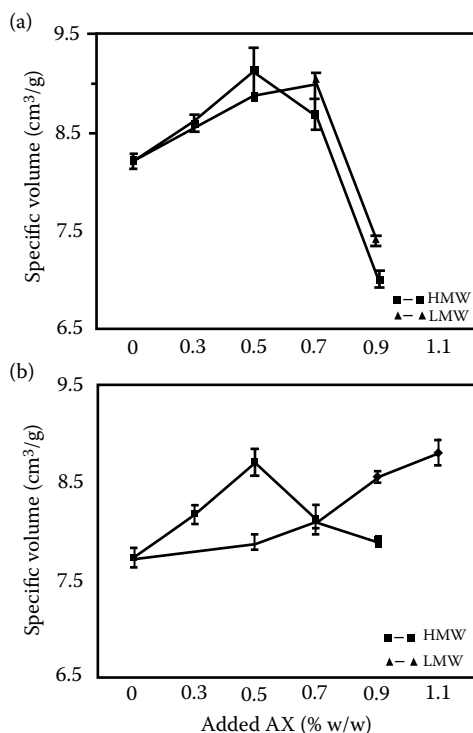 (a)
9.5
8.5
7.5
6.5
Specific volume (cm³/g)
HMW
LMW
0 0.3 0.5 0.7 0.9 1.1
(b)
9.5
8.5
7.5
6.5
Specific volume (cm³/g)
HMW
LMW
0 0.3 0.5 0.7 0.9 1.1
Added AX (% w/w)